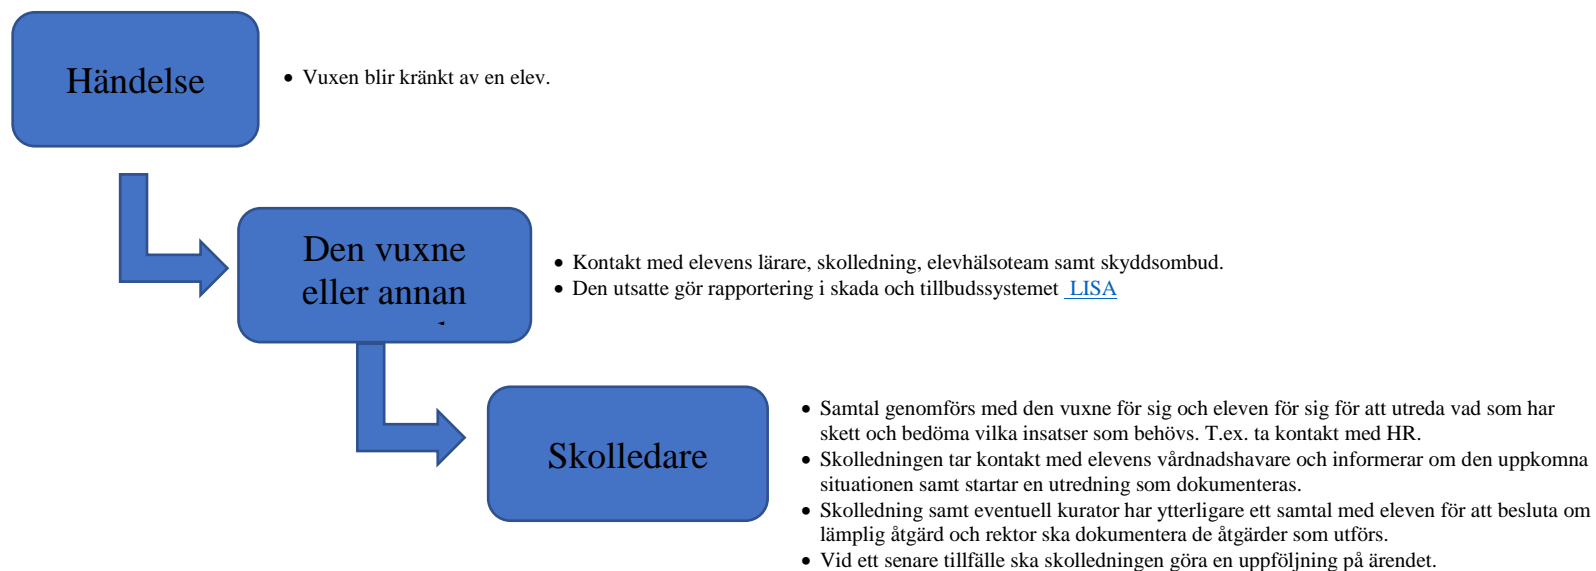 Händelse
• Vuxen blir kränkt av en elev.
Den vuxne
eller annan
• Kontakt med elevens lärare, skolledning, elevhälsoteam samt skyddsombud.
• Den utsatte gör rapportering i skada och tillbudssystemet LISA
Skolledare
• Samtal genomförs med den vuxne för sig och eleven för sig för att utreda vad som har
skett och bedöma vilka insatser som behövs. T.ex. ta kontakt med HR.
• Skolledningen tar kontakt med elevens vårdnadshavare och informerar om den uppkomna
situationen samt startar en utredning som dokumenteras.
• Skolledning samt eventuell kurator har ytterligare ett samtal med eleven för att besluta om
lämplig åtgärd och rektor ska dokumentera de åtgärder som utförs.
• Vid ett senare tillfälle ska skolledningen göra en uppföljning på ärendet.